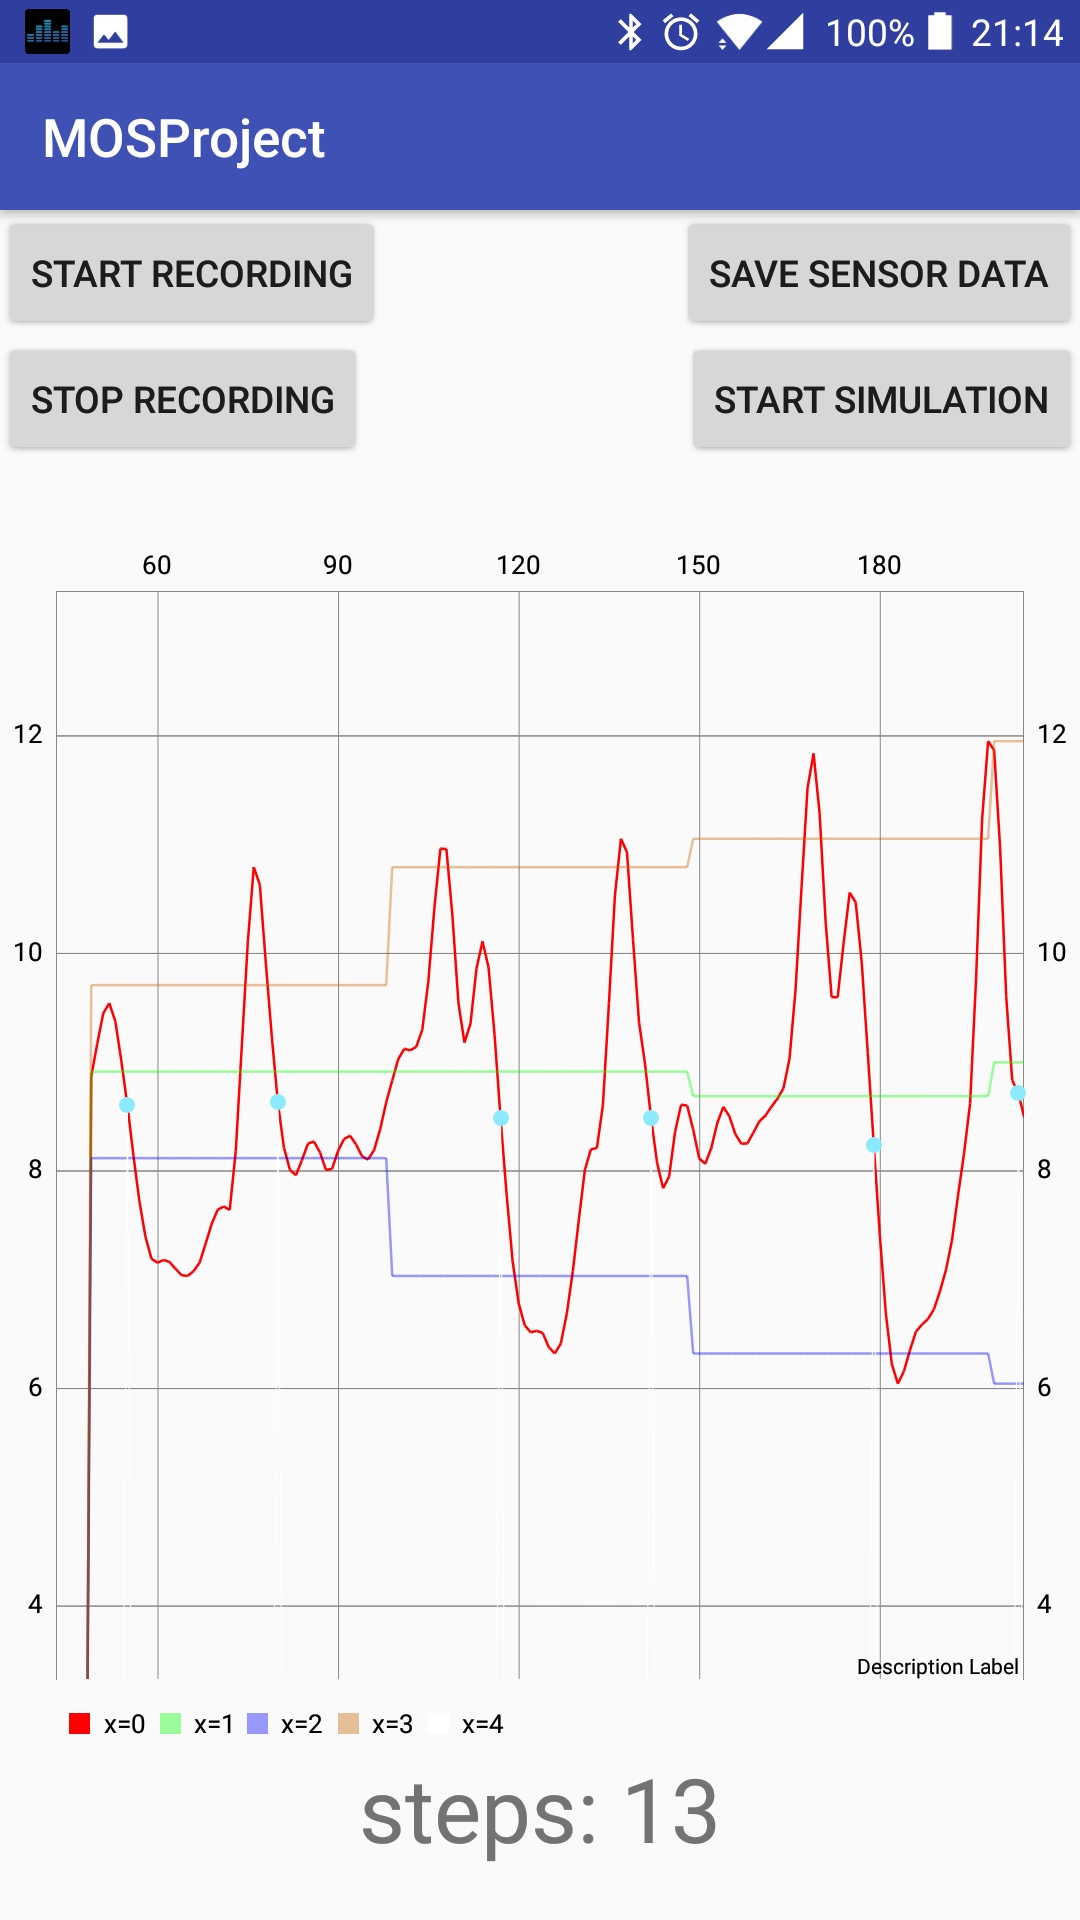 100% 21:14
MOSProject
START RECORDING SAVE SENSOR DATA
STOP RECORDING START SIMULATION
60 90 120 150 180
12 12
10 10
8 8
6 6
4 4
Description Label
x=0 x=1 x=2 x=3 x=4
steps: 13